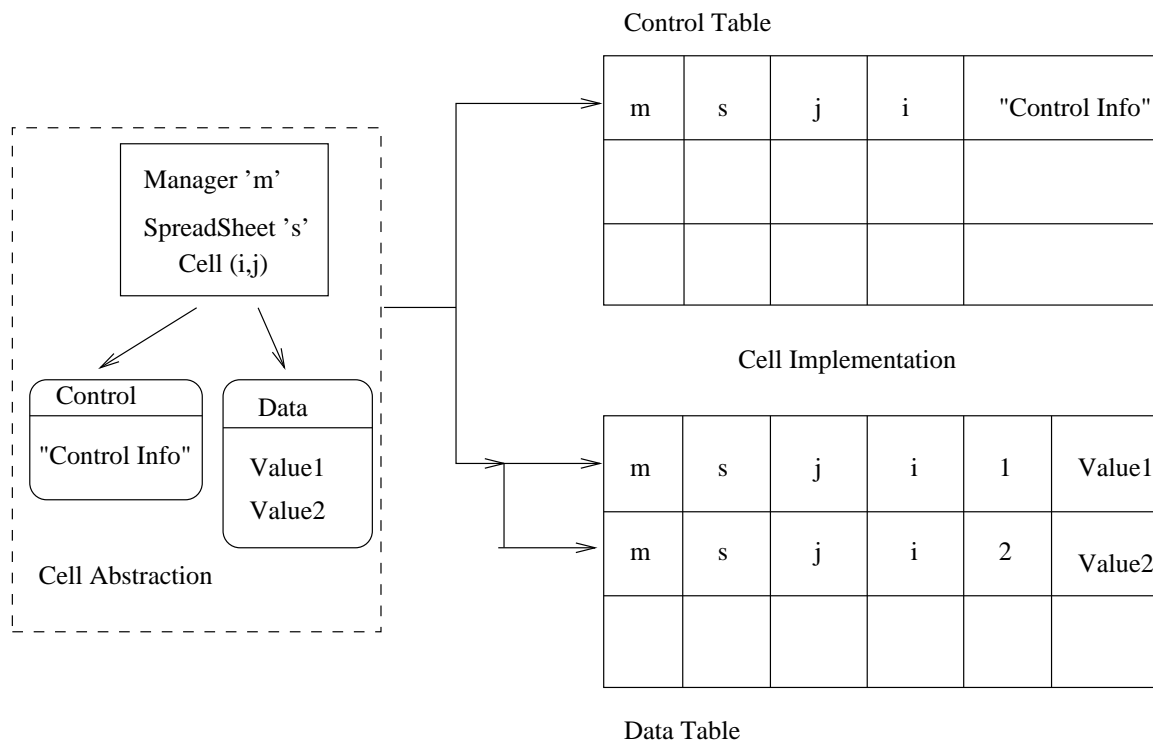 Control Table
m s j i "Control Info"
Manager ’m’
SpreadSheet ’s’
Cell (i,j)
Cell Implementation
Control
"Control Info"
Data
Value1
Value2
Cell Abstraction
m s j i 1 Value1
m s j i 2 Value2
Data Table